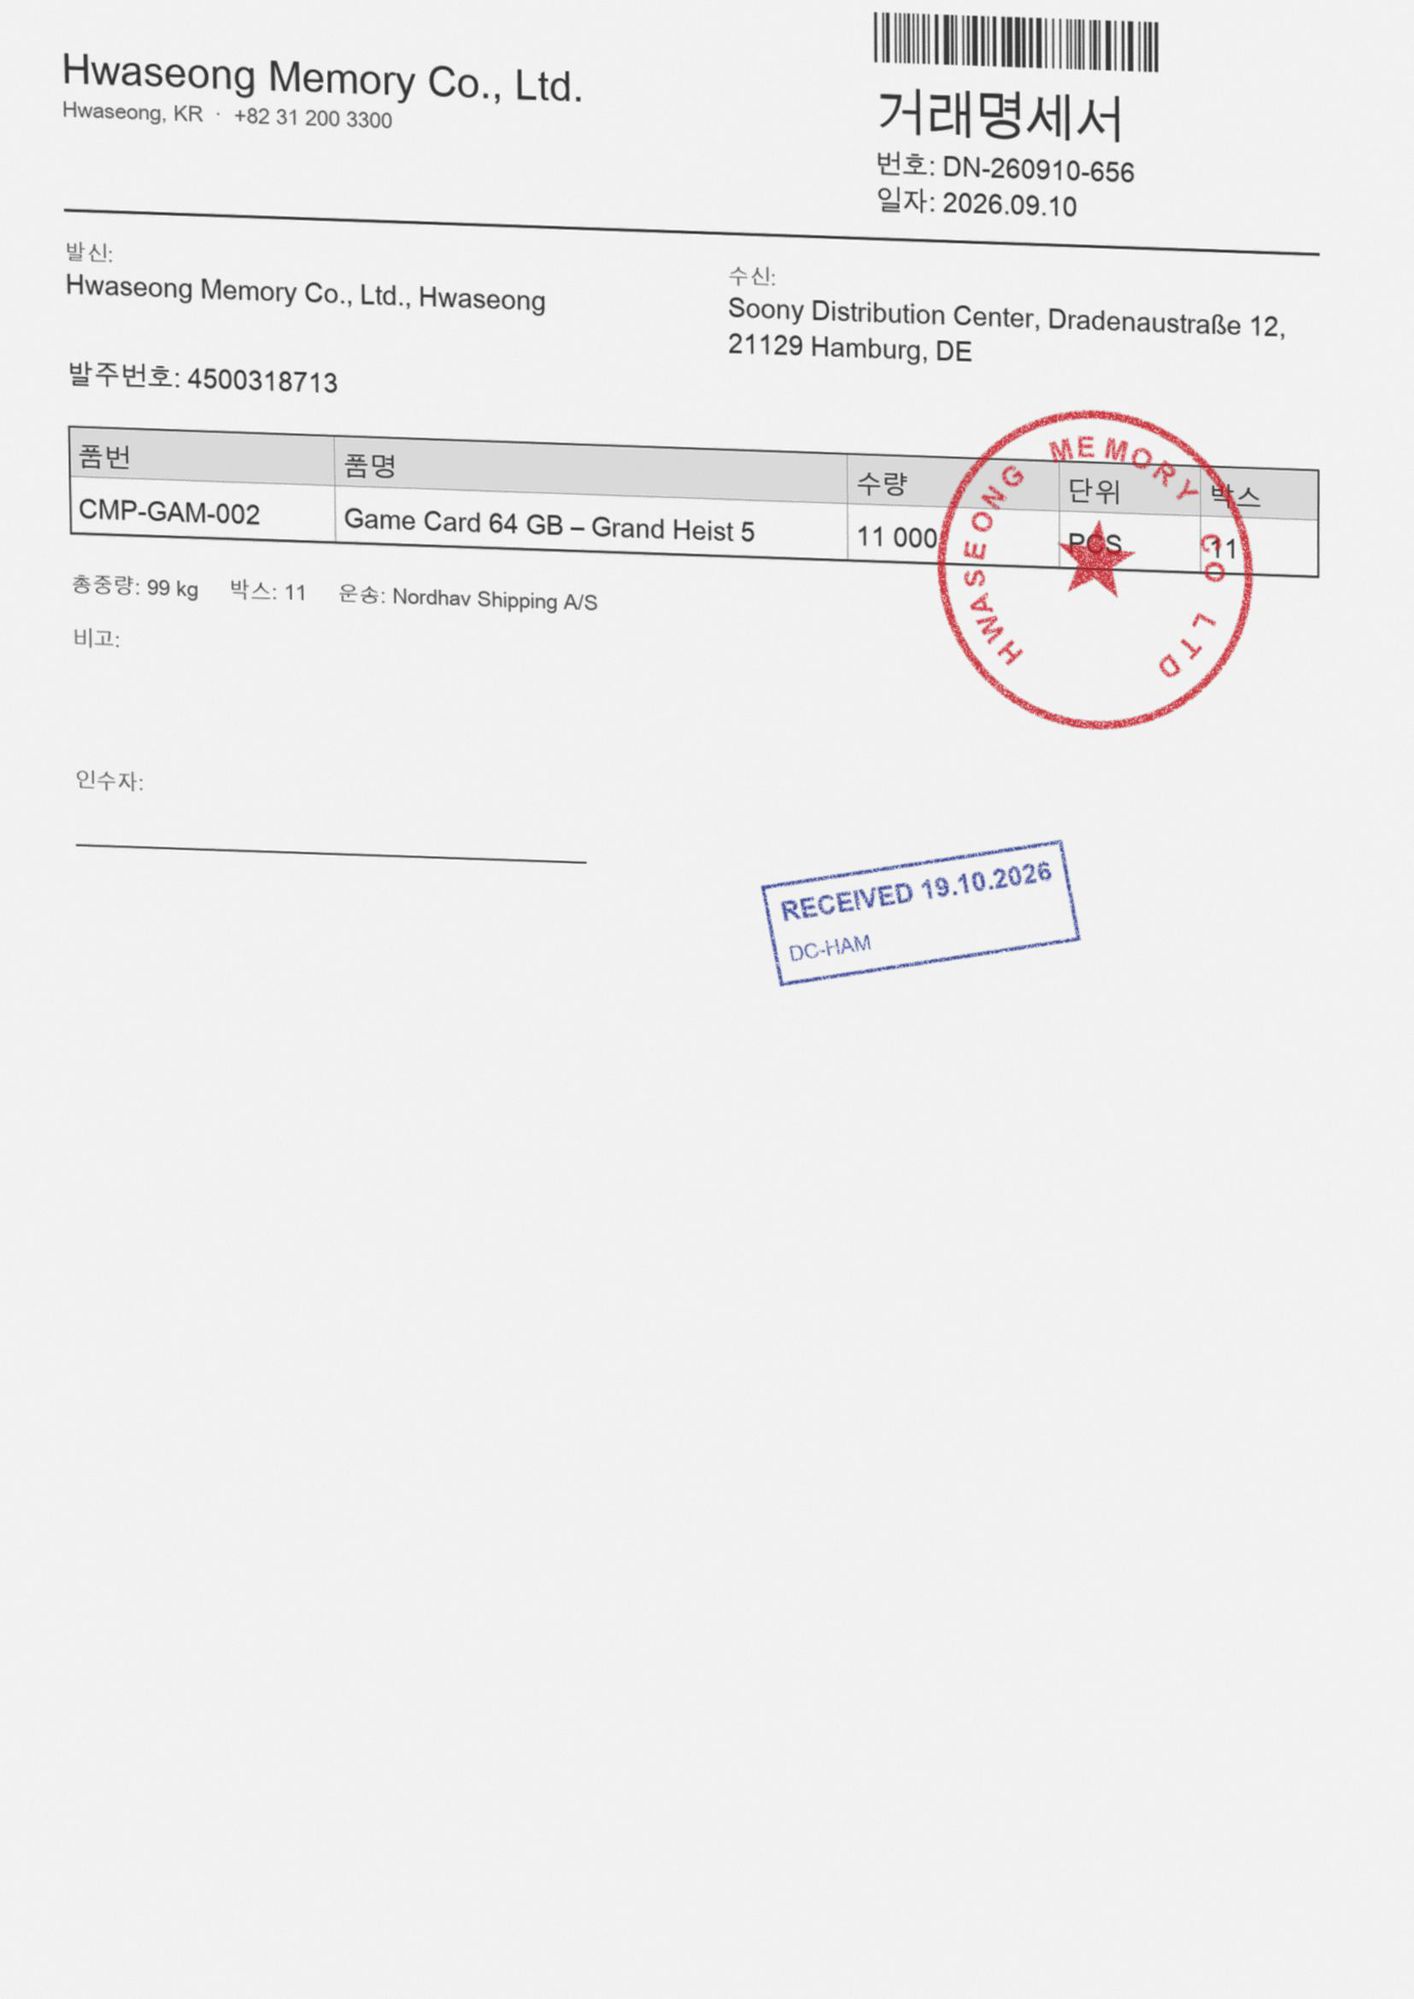 Hwaseong Memory Co., Ltd.
Hwaseong, KR · +82 31 200 3300
거래명세서
번호: DN-260910-656
일자: 2026.09.10
발신:
Hwaseong Memory Co., Ltd., Hwaseong
수신:
Soony Distribution Center, Dradenaustraße 12,
21129 Hamburg, DE
발주번호: 4500318713
품번 품명 수량 단위 박스
CMP-GAM-002 Game Card 64 GB – Grand Heist 5 11 000 PCS 11
HWASEONG MEMORY CO LTD
총중량: 99 kg 박스: 11 운송: Nordhav Shipping A/S
비고:
인수자:
RECEIVED 19.10.2026
DC-HAM